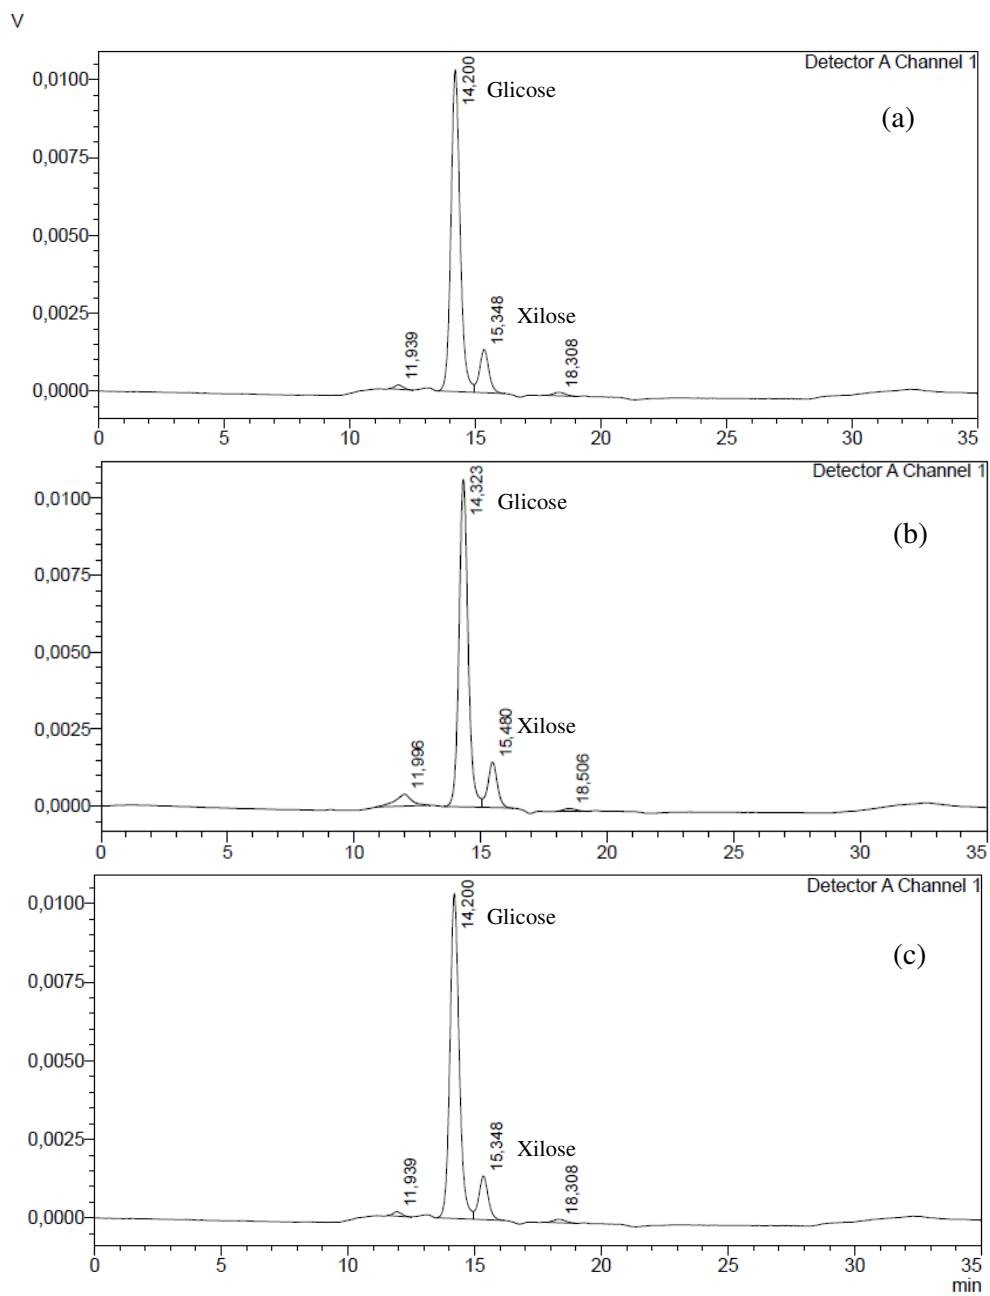 V
Detector A Channel 1
14,200
Glicose
(a)
0,0100
0,0075
0,0050
0,0025
0,0000
11,939
15,348
Xilose
18,308
0 5 10 15 20 25 30 35
Detector A Channel 1
14,323
Glicose
(b)
0,0100
0,0075
0,0050
0,0025
0,0000
11,996
15,480
Xilose
18,506
0 5 10 15 20 25 30 35
Detector A Channel 1
14,200
Glicose
(c)
0,0100
0,0075
0,0050
0,0025
0,0000
11,939
15,348
Xilose
18,308
0 5 10 15 20 25 30 35
min